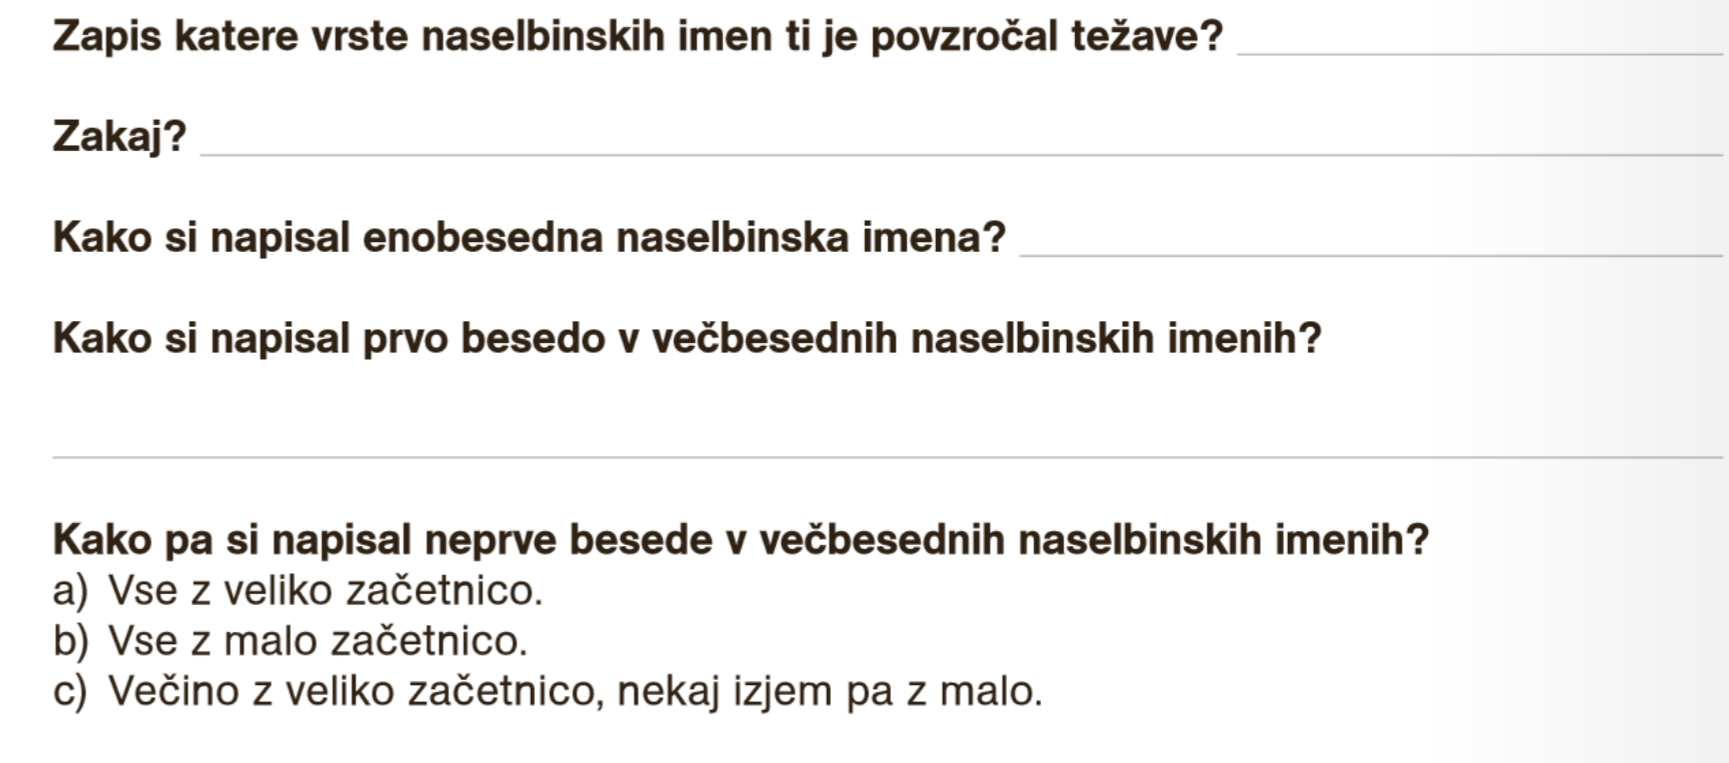 Zapis katere vrste naselbinskih imen ti je povzročal težave?
Zakaj?
Kako si napisal enobesedna naselbinska imena?
Kako si napisal prvo besedo v večbesednih naselbinskih imenih?
Kako pa si napisal neprve besede v večbesednih naselbinskih imenih?
a) Vse z veliko začetnico.
b) Vse z malo začetnico.
c) Večino z veliko začetnico, nekaj izjem pa z malo.